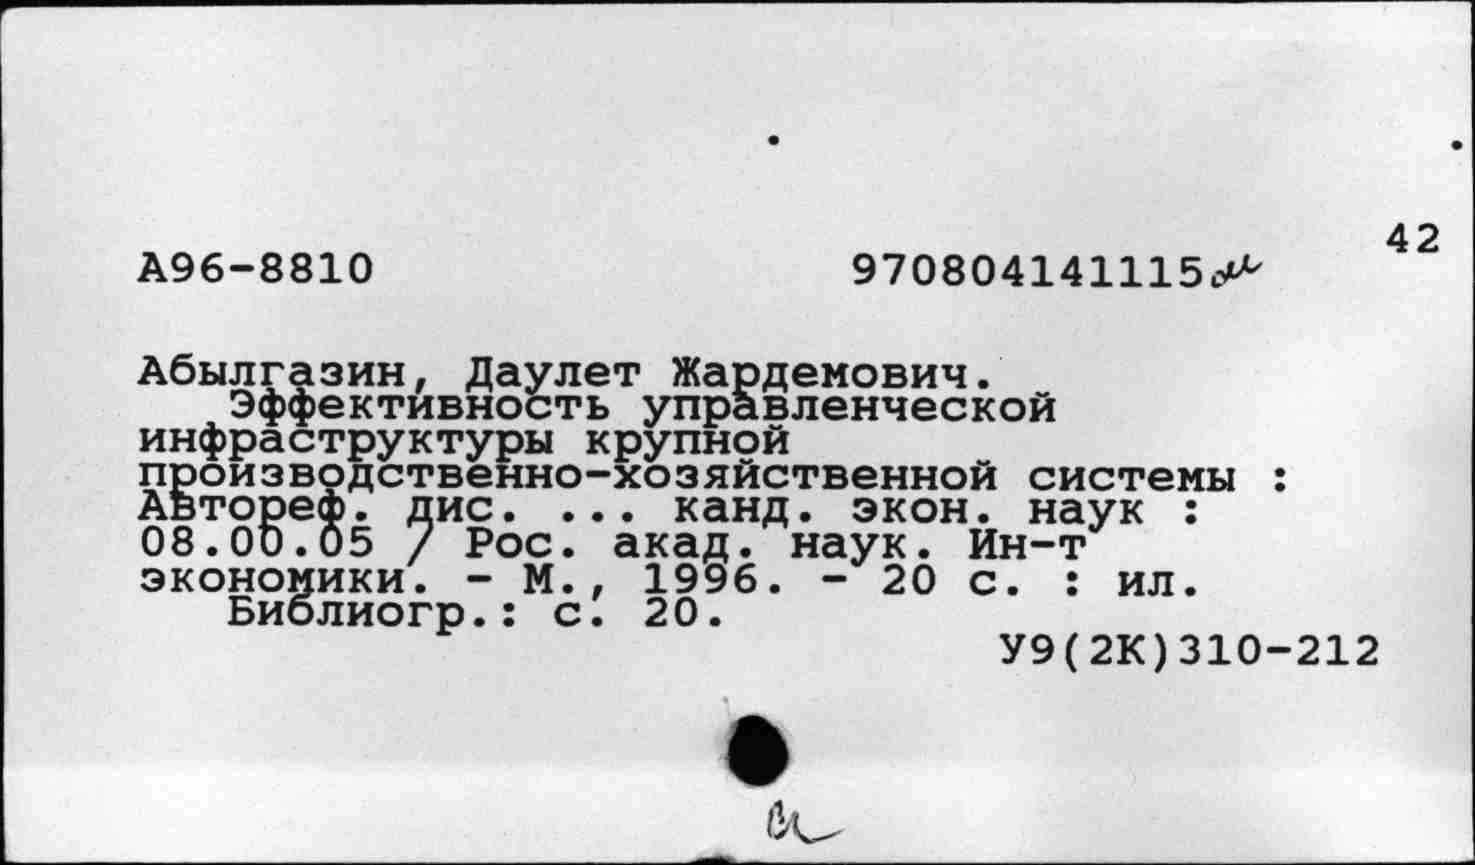 42
А96-8810 970804141115
Абылгазин, Даулет Жардемович.
Эффективность управленческой
инфраструктуры крупной
производственно-хозяйственной системы :
Автореф. дис. ... канд. экон. наук :
08.00.05 / Рос. акад. наук. Ин-т
экономики. - М., 1996. - 20 с. : ил.
Библиогр.: с. 20.
У9(2К)310-212